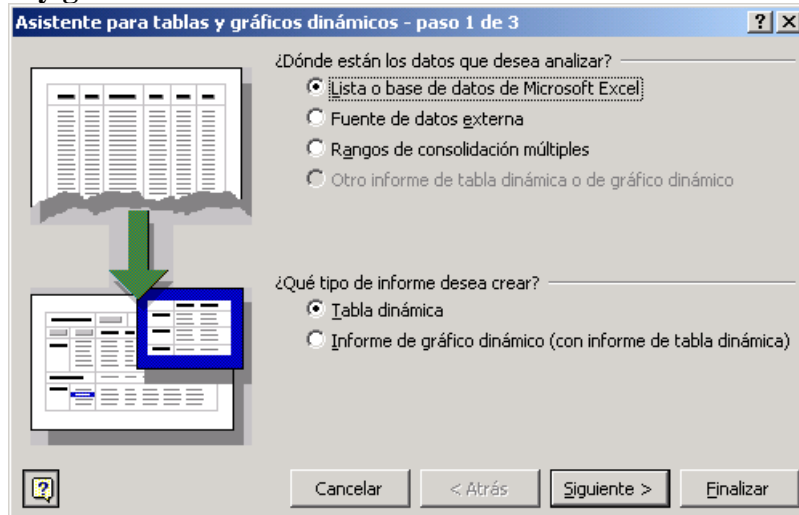 Asistente para tablas y gráficos dinámicos - paso 1 de 3
¿Dónde están los datos que desea analizar?
Lista o base de datos de Microsoft Excel
Fuente de datos externa
Rangos de consolidación múltiples
Otro informe de tabla dinámica o de gráfico dinámico
¿Qué tipo de informe desea crear?
Tabla dinámica
Informe de gráfico dinámico (con informe de tabla dinámica)
Cancelar < Atrás Siguiente > Finalizar